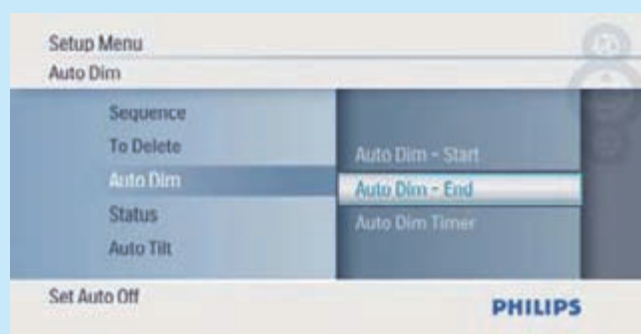 Setup Menu
Auto Dim
Sequence
To Delete
Auto Dim
Status
Auto Tilt
Auto Dim - Start
Auto Dim - End
Auto Dim Timer
Set Auto Off
PHILIPS